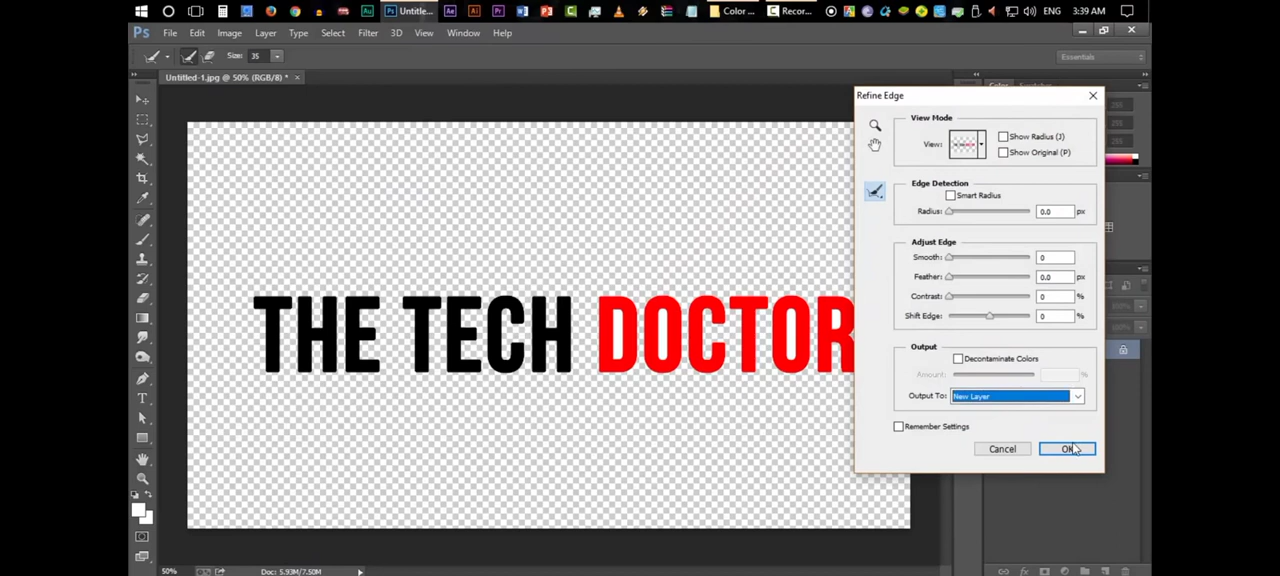 Untitle...
Color ...
Recor...
ENG
3:39 AM
Ps
File Edit Image Layer Type Select Filter 3D View Window Help
Size: 35
Essentials
Untitled-1.jpg @ 50% (RGB/8) *
THE TECH DOCTOR
Refine Edge
View Mode
View:
Show Radius (J)
Show Original (P)
Edge Detection
Smart Radius
Radius: 0.0 px
Adjust Edge
Smooth: 0
Feather: 0.0 px
Contrast: 0 %
Shift Edge: 0 %
Output
Decontaminate Colors
Amount: %
Output To: New Layer
Remember Settings
Cancel
OK
50%
Doc: 5.93M/7.50M